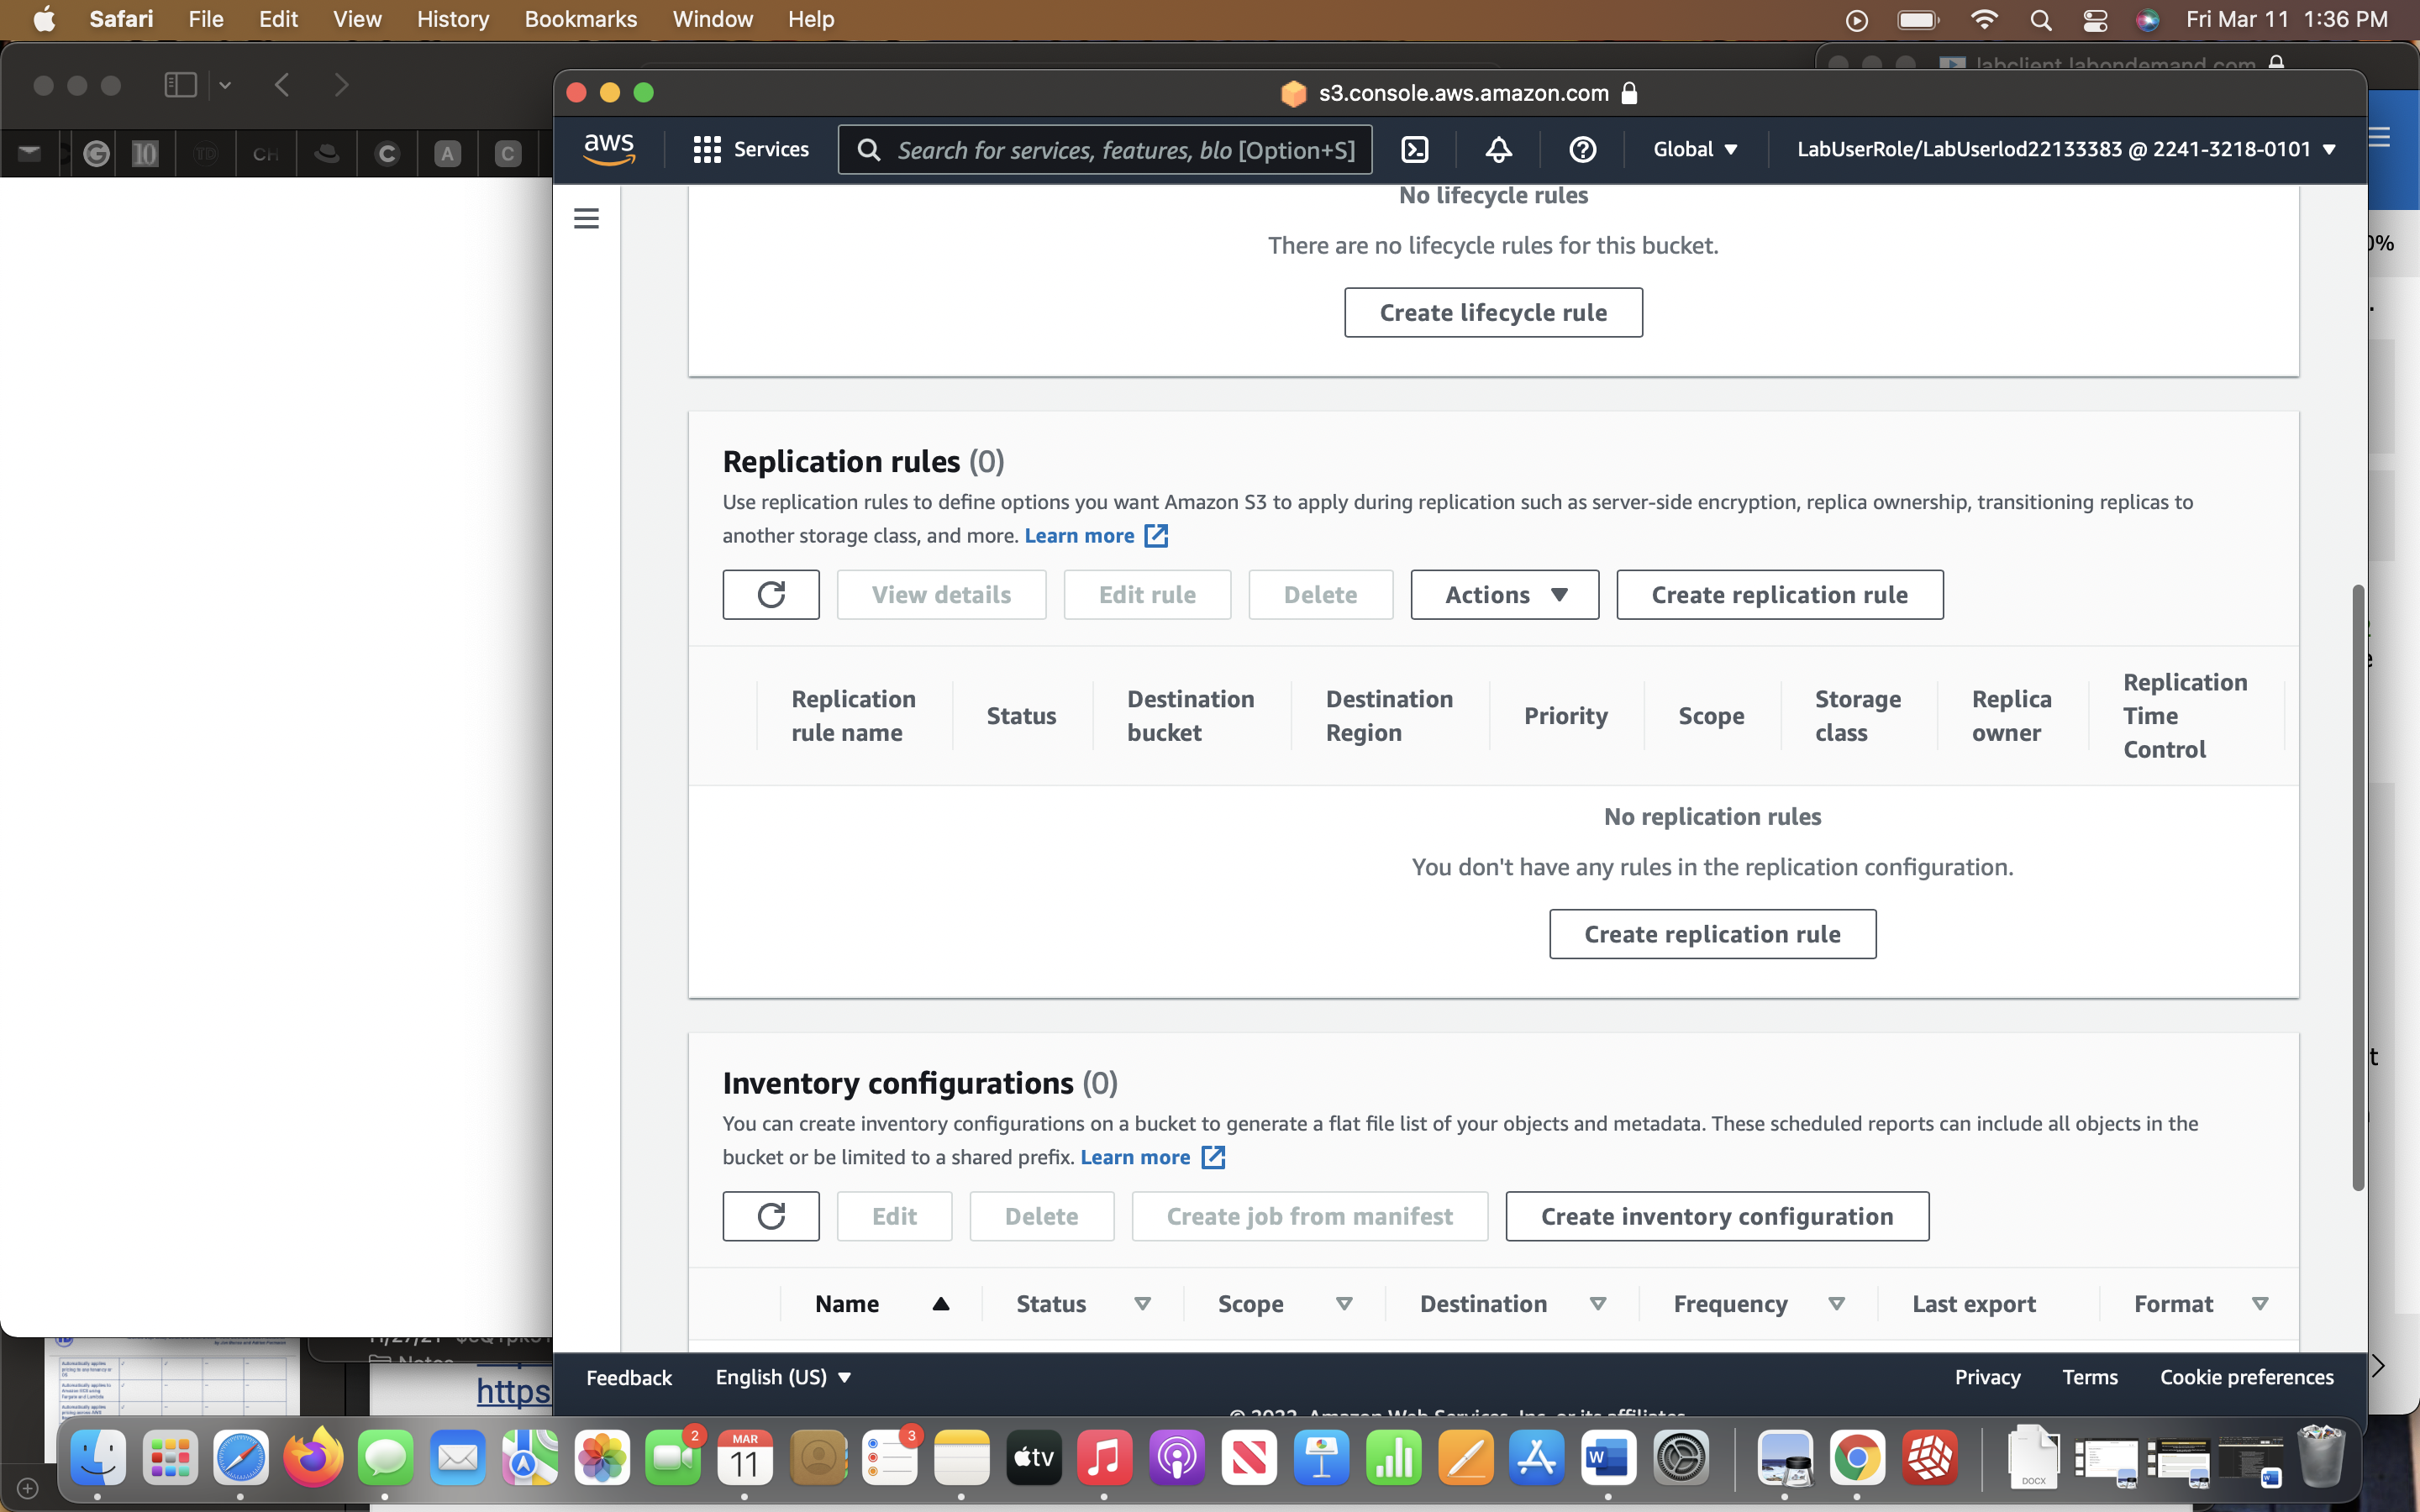 Safari File Edit View History Bookmarks Window Help Fri Mar 11 1:36 PM
labclient.labondemand.com
s3.console.aws.amazon.com
10 TD CH C A C
aws Services Search for services, features, blo [Option+S] Global LabUserRole/LabUserlod22133383 @ 2241-3218-0101
No lifecycle rules
There are no lifecycle rules for this bucket.
Create lifecycle rule
Replication rules (0)
Use replication rules to define options you want Amazon S3 to apply during replication such as server-side encryption, replica ownership, transitioning replicas to
another storage class, and more. Learn more
View details Edit rule Delete Actions Create replication rule
Replication rule name
Status
Destination bucket
Destination Region
Priority
Scope
Storage class
Replica owner
Replication Time Control
No replication rules
You don't have any rules in the replication configuration.
Create replication rule
Inventory configurations (0)
You can create inventory configurations on a bucket to generate a flat file list of your objects and metadata. These scheduled reports can include all objects in the
bucket or be limited to a shared prefix. Learn more
Edit Delete Create job from manifest Create inventory configuration
Name Status Scope Destination Frequency Last export Format
Feedback English (US) Privacy Terms Cookie preferences
© 2022, Amazon Web Services, Inc. or its affiliates.
Notes
https
2
MAR
11
3
tv
W
DOCX